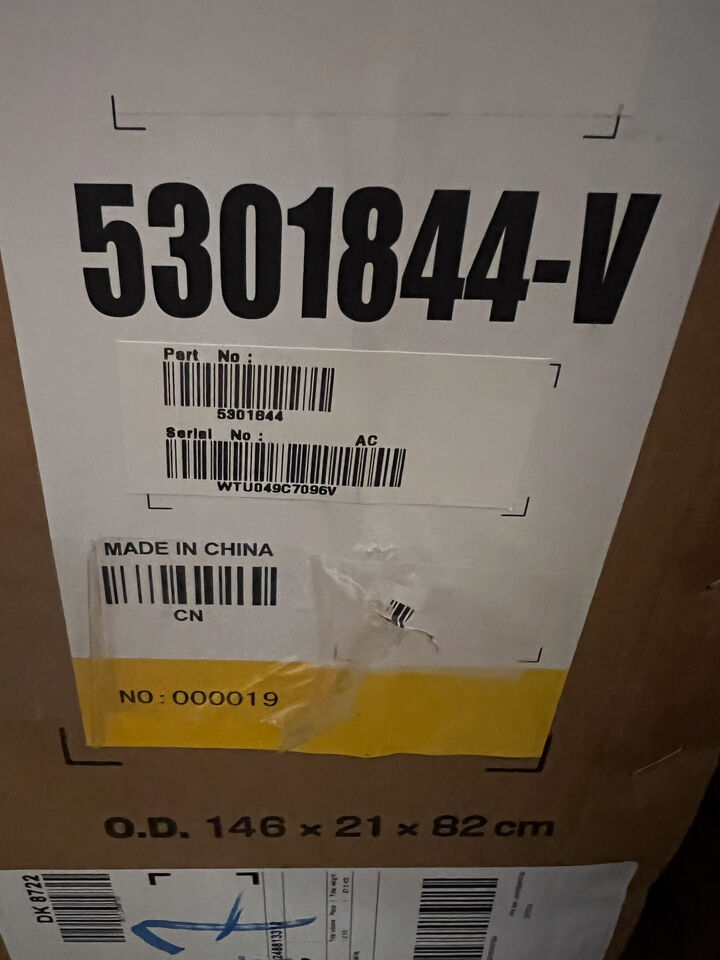 5301844-V
Part No :
5301844
Serial No : AC
WTU049C7096V
MADE IN CHINA
CN
NO : 000019
O.D. 146 x 21 x 82 cm
DK 8722